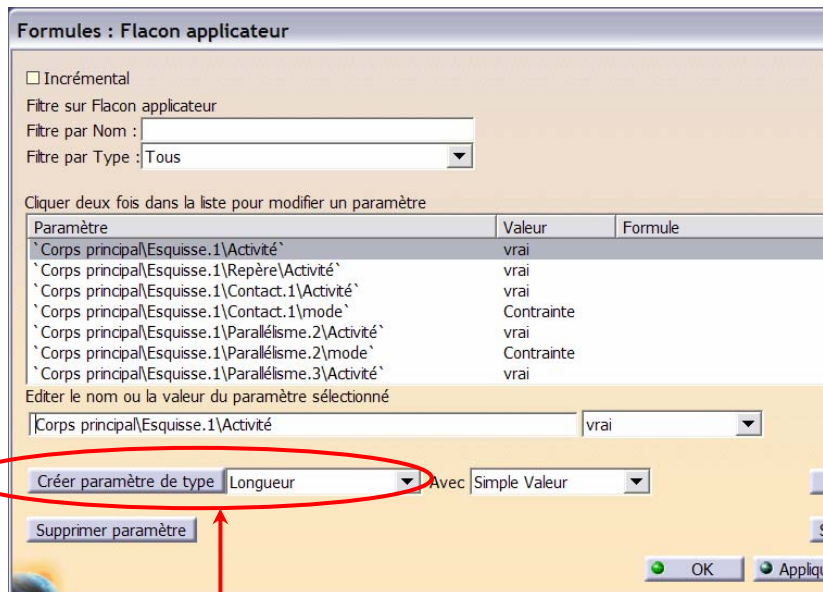 Formules : Flacon applicateur
Incrémental
Filtre sur Flacon applicateur
Filtre par Nom :
Filtre par Type : Tous
Cliquer deux fois dans la liste pour modifier un paramètre
Paramètre Valeur Formule
`Corps principal\Esquisse.1\Activité` vrai
`Corps principal\Esquisse.1\Repère\Activité` vrai
`Corps principal\Esquisse.1\Contact.1\Activité` vrai
`Corps principal\Esquisse.1\Contact.1\mode` Contrainte
`Corps principal\Esquisse.1\Parallélisme.2\Activité` vrai
`Corps principal\Esquisse.1\Parallélisme.2\mode` Contrainte
`Corps principal\Esquisse.1\Parallélisme.3\Activité` vrai
Editer le nom ou la valeur du paramètre sélectionné
Corps principal\Esquisse.1\Activité vrai
Créer paramètre de type Longueur Avec Simple Valeur
Supprimer paramètre S
OK Appliqu